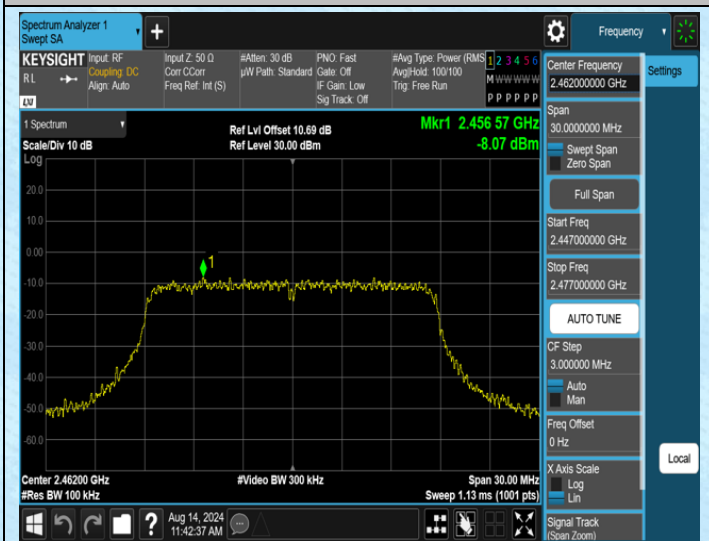 Spectrum Analyzer 1
Swept SA
+
Frequency
KEYSIGHT
R L
LXI
Input: RF
Coupling: DC
Align: Auto
Input Z: 50 Ω
Corr CCorr
Freq Ref: Int (S)
#Atten: 30 dB
µW Path: Standard
PNO: Fast
Gate: Off
IF Gain: Low
Sig Track: Off
#Avg Type: Power (RMS
Avg|Hold: 100/100
Trig: Free Run
1 2 3 4 5 6
M W W W W W
P P P P P P
1 Spectrum
Scale/Div 10 dB
Log
Ref Lvl Offset 10.69 dB
Ref Level 30.00 dBm
Mkr1 2.456 57 GHz
-8.07 dBm
20.0
10.0
0.00
-10.0
-20.0
-30.0
-40.0
-50.0
-60.0
1
Center 2.46200 GHz
#Res BW 100 kHz
#Video BW 300 kHz
Span 30.00 MHz
Sweep 1.13 ms (1001 pts)
Center Frequency
2.462000000 GHz
Settings
Span
30.0000000 MHz
Swept Span
Zero Span
Full Span
Start Freq
2.447000000 GHz
Stop Freq
2.477000000 GHz
AUTO TUNE
CF Step
3.000000 MHz
Auto
Man
Freq Offset
0 Hz
X Axis Scale
Log
Lin
Signal Track
(Span Zoom)
Local
?
Aug 14, 2024
11:42:37 AM